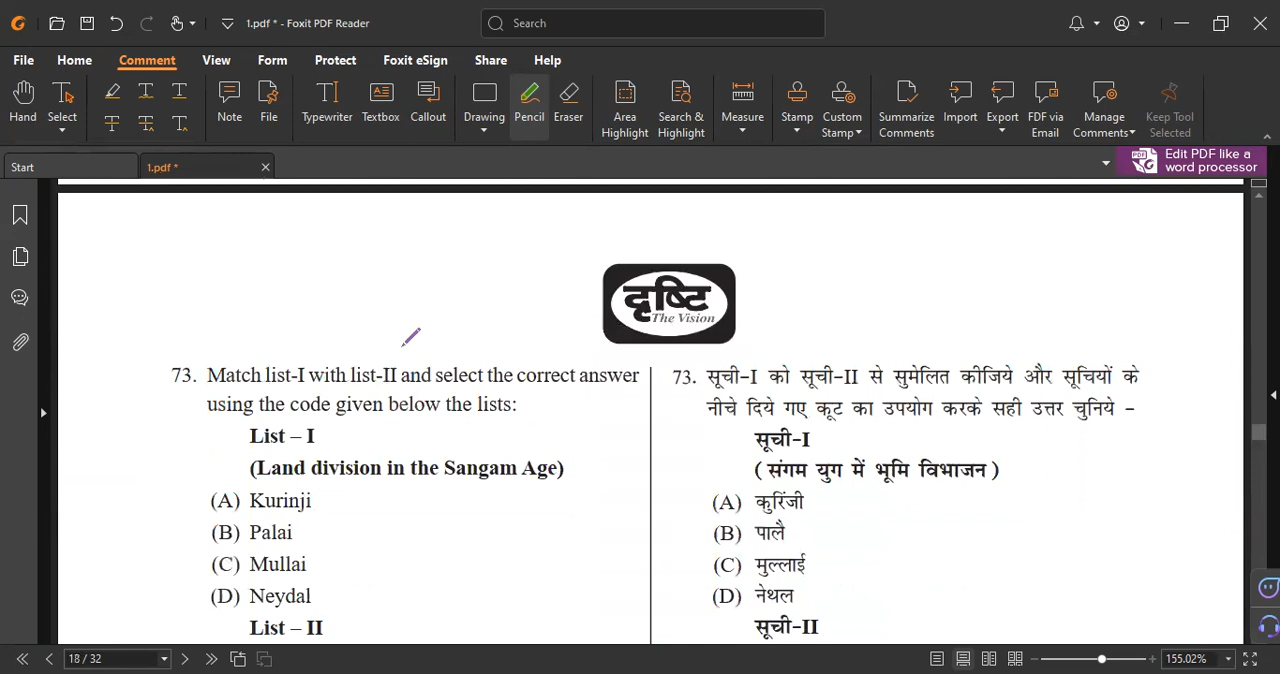 1.pdf * - Foxit PDF Reader
Search
File Home Comment View Form Protect Foxit eSign Share Help
Hand Select Note File Typewriter Textbox Callout Drawing Pencil Eraser Area Highlight Search & Highlight Measure Stamp Custom Stamp Summarize Comments Import Export FDF via Email Manage Comments Keep Tool Selected
Start 1.pdf *
Edit PDF like a
word processor
दृष्टि
The Vision
73. Match list-I with list-II and select the correct answer
using the code given below the lists:
List – I
(Land division in the Sangam Age)
(A) Kurinji
(B) Palai
(C) Mullai
(D) Neydal
List – II
73. सूची-I को सूची-II से सुमेलित कीजिये और सूचियों के
नीचे दिये गए कूट का उपयोग करके सही उत्तर चुनिये -
सूची-I
(संगम युग में भूमि विभाजन)
(A) कुरिंजी
(B) पालै
(C) मुल्लाई
(D) नेथल
सूची-II
18 / 32
155.02%